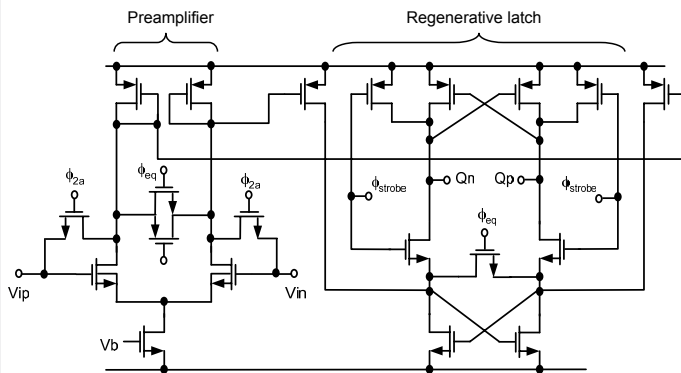 Preamplifier
Regenerative latch
ϕ2a
ϕeq
ϕ2a
ϕstrobe
Qn
Qp
ϕstrobe
ϕeq
Vip
Vin
Vb